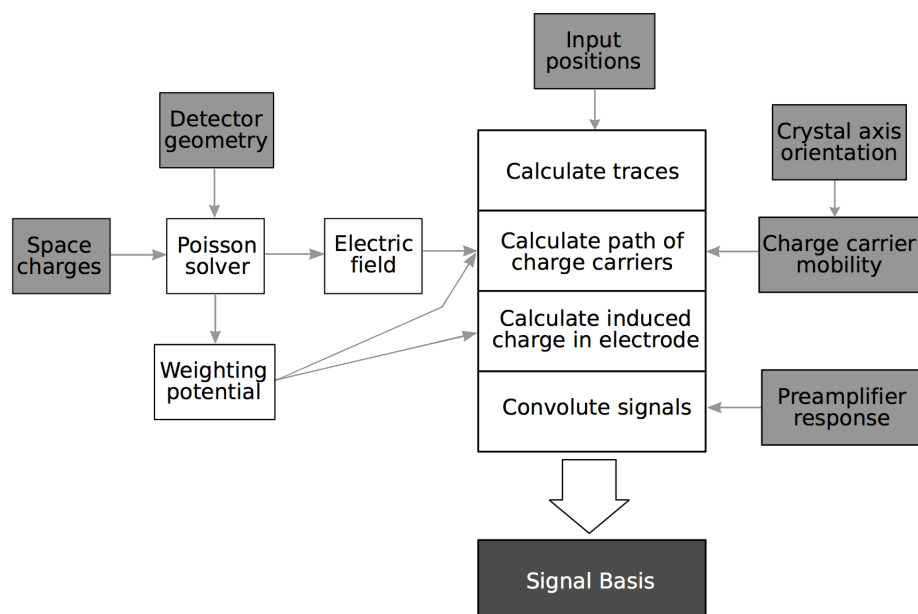 Input
positions
Detector
geometry
Crystal axis
orientation
Calculate traces
Space
charges
Poisson
solver
Electric
field
Calculate path of
charge carriers
Charge carrier
mobility
Calculate induced
charge in electrode
Weighting
potential
Convolute signals
Preamplifier
response
Signal Basis